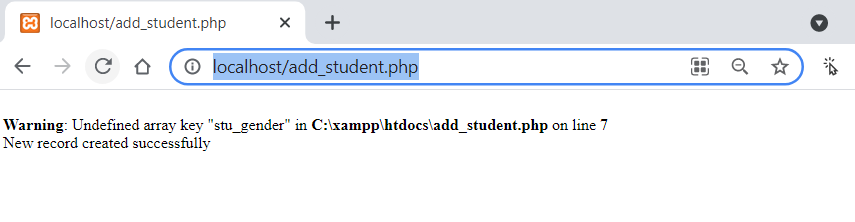 localhost/add_student.php
localhost/add_student.php
Warning: Undefined array key "stu_gender" in C:\xampp\htdocs\add_student.php on line 7
New record created successfully